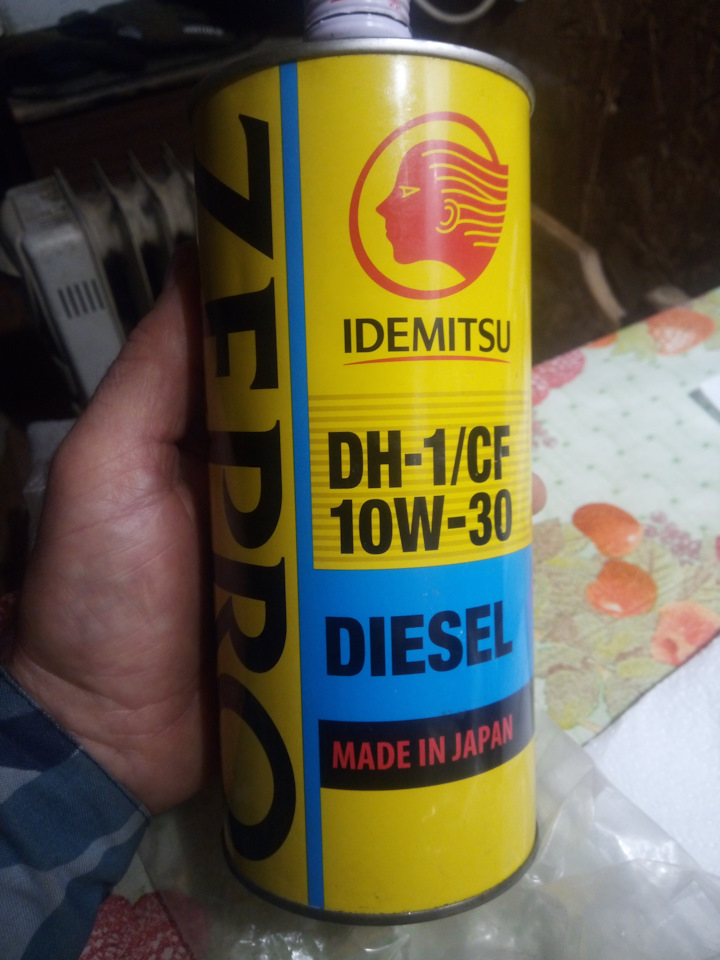 ZEPRO
IDEMITSU
DH-1/CF
10W-30
DIESEL
MADE IN JAPAN